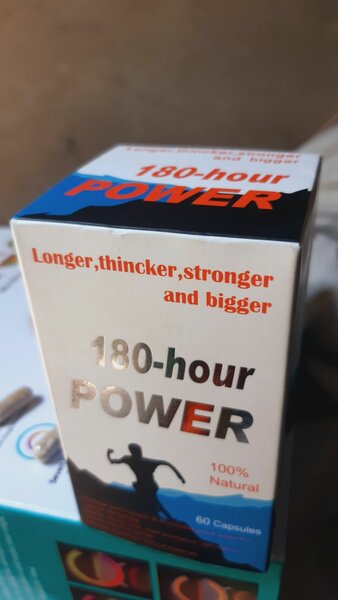 Longer,thincker,stronger
and bigger
180-hour
POWER
Longer,thincker,stronger
and bigger
180-hour
POWER
100%
Natural
60 Capsules